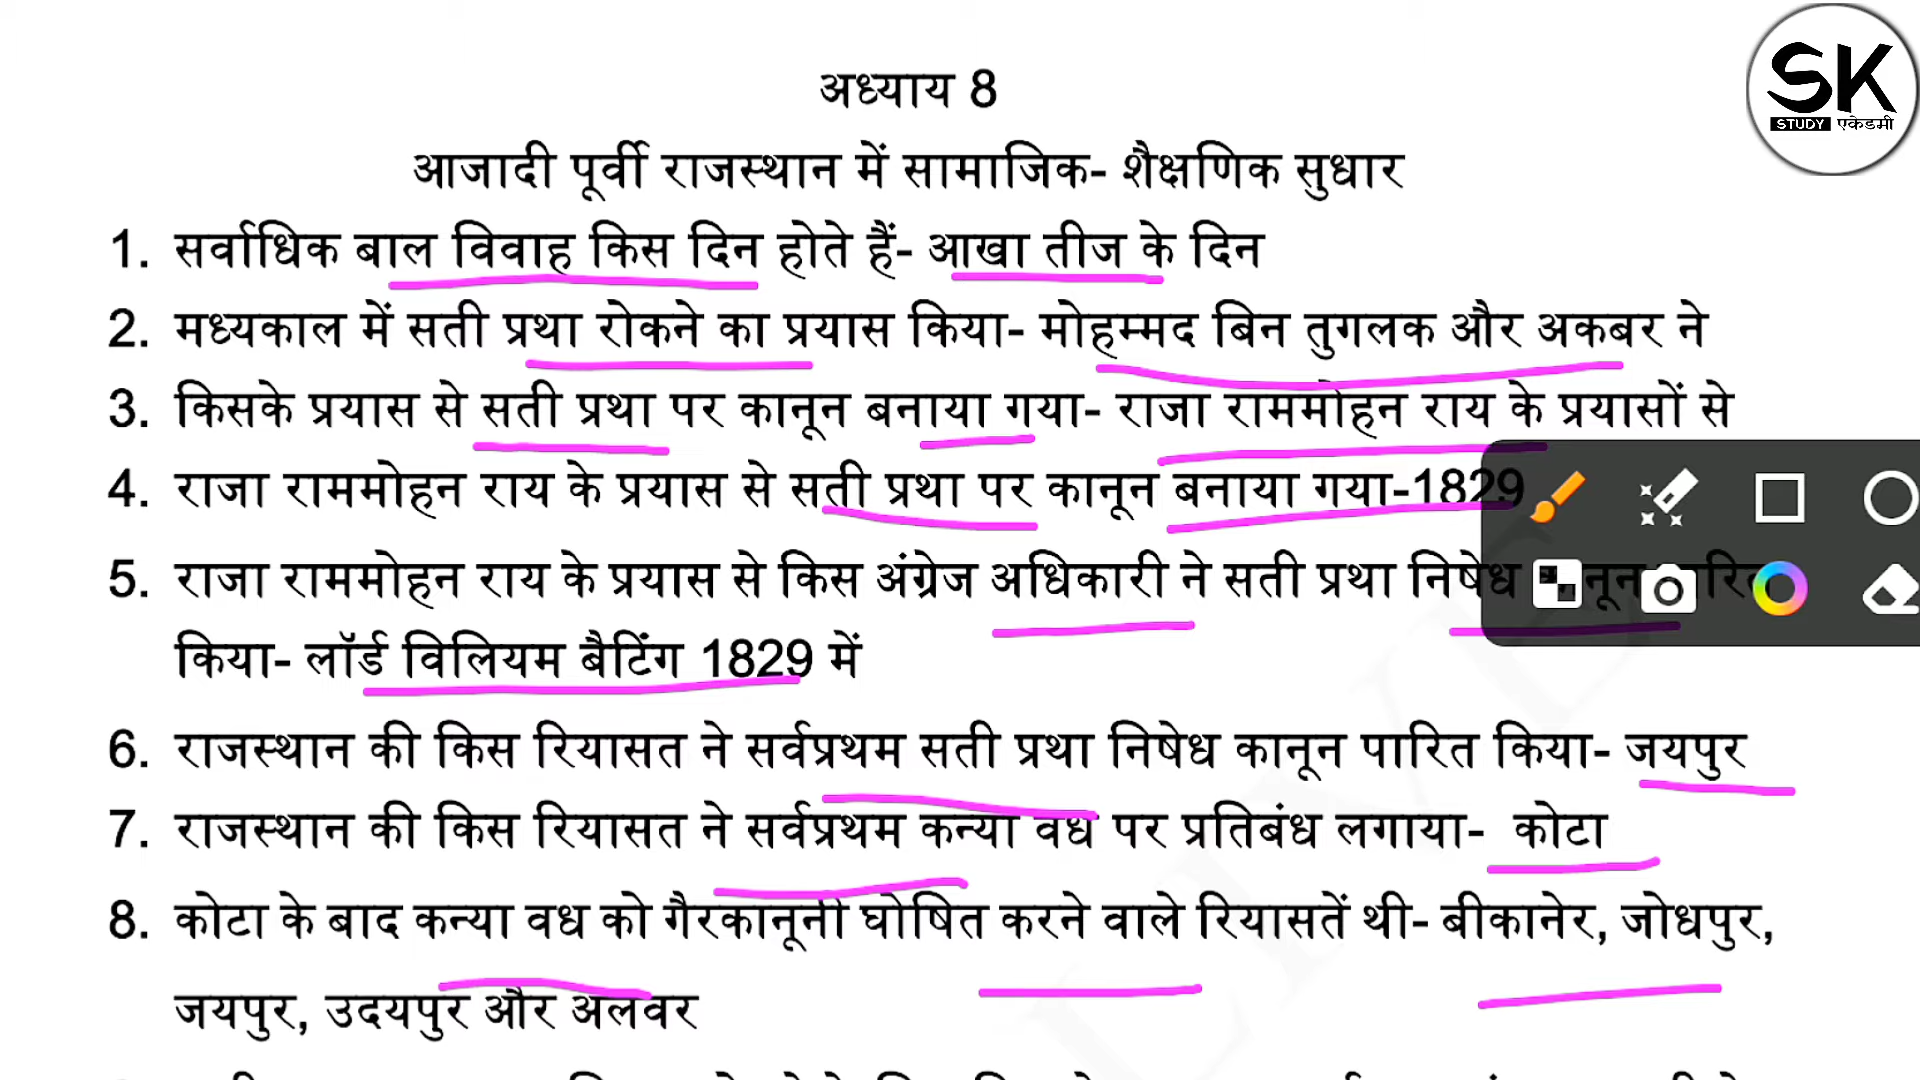 SK
STUDY एकेडमी
अध्याय 8
आजादी पूर्वी राजस्थान में सामाजिक- शैक्षणिक सुधार
1. सर्वाधिक बाल विवाह किस दिन होते हैं- आखा तीज के दिन
2. मध्यकाल में सती प्रथा रोकने का प्रयास किया- मोहम्मद बिन तुगलक और अकबर ने
3. किसके प्रयास से सती प्रथा पर कानून बनाया गया- राजा राममोहन राय के प्रयासों से
4. राजा राममोहन राय के प्रयास से सती प्रथा पर कानून बनाया गया-1829
5. राजा राममोहन राय के प्रयास से किस अंग्रेज अधिकारी ने सती प्रथा निषेध
किया- लॉर्ड विलियम बैटिंग 1829 में
6. राजस्थान की किस रियासत ने सर्वप्रथम सती प्रथा निषेध कानून पारित किया- जयपुर
7. राजस्थान की किस रियासत ने सर्वप्रथम कन्या वध पर प्रतिबंध लगाया- कोटा
8. कोटा के बाद कन्या वध को गैरकानूनी घोषित करने वाले रियासतें थी- बीकानेर, जोधपुर,
जयपुर, उदयपुर और अलवर